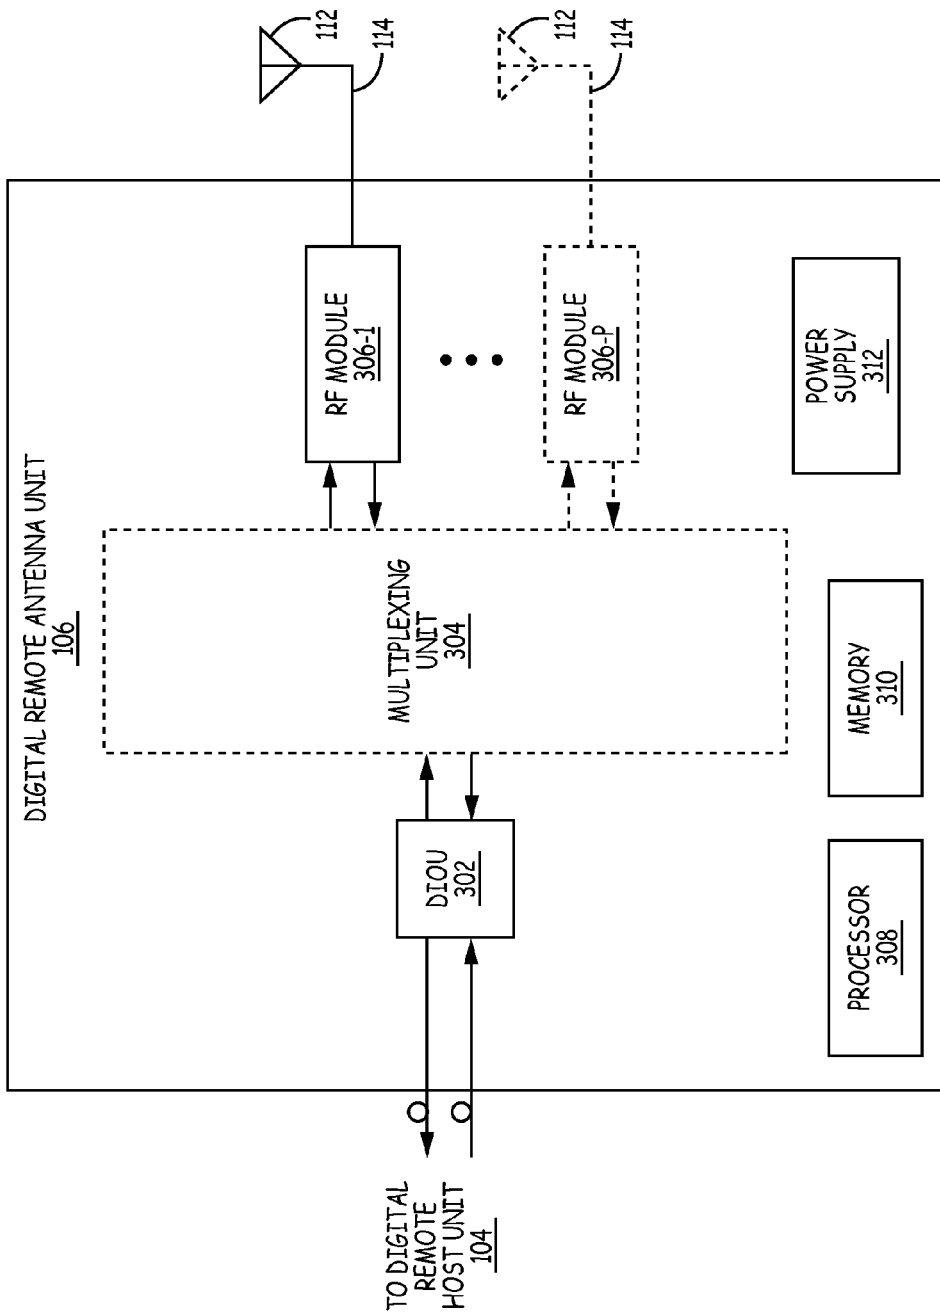 DIGITAL REMOTE ANTENNA UNIT
106
TO DIGITAL
REMOTE
HOST UNIT
104
DIOU
302
MULTIPLEXING
UNIT
304
RF MODULE
306-1
112
114
RF MODULE
306-P
112
114
PROCESSOR
308
MEMORY
310
POWER
SUPPLY
312